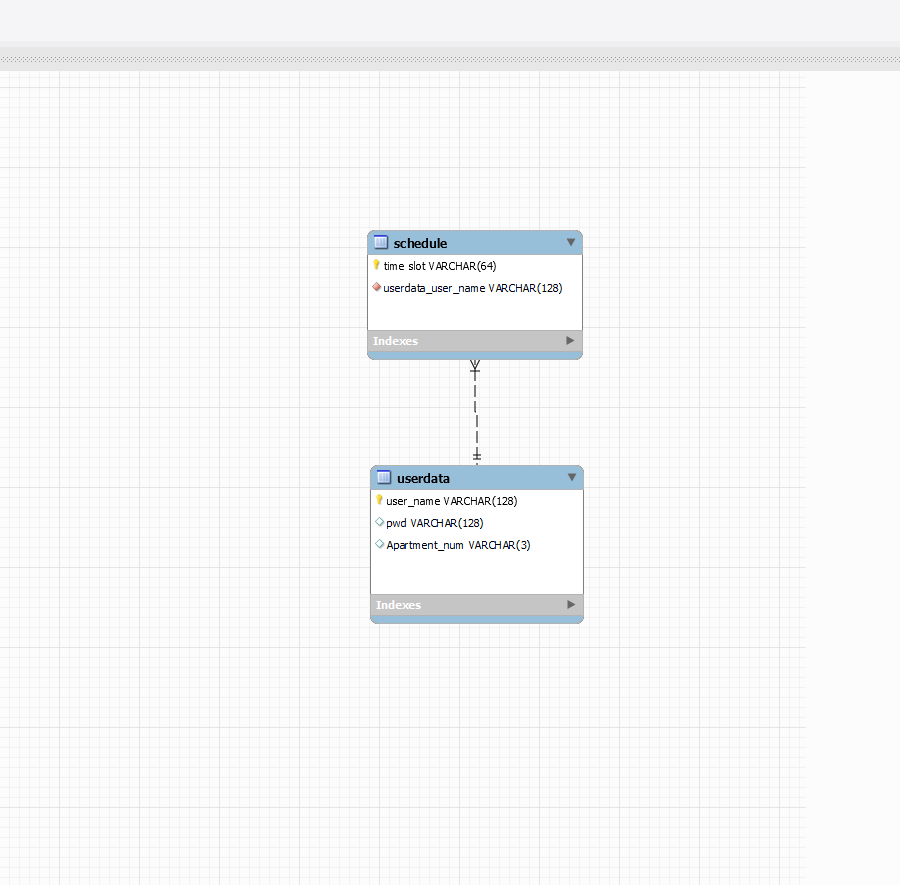 schedule
time slot VARCHAR(64)
userdata_user_name VARCHAR(128)
Indexes
userdata
user_name VARCHAR(128)
pwd VARCHAR(128)
Apartment_num VARCHAR(3)
Indexes